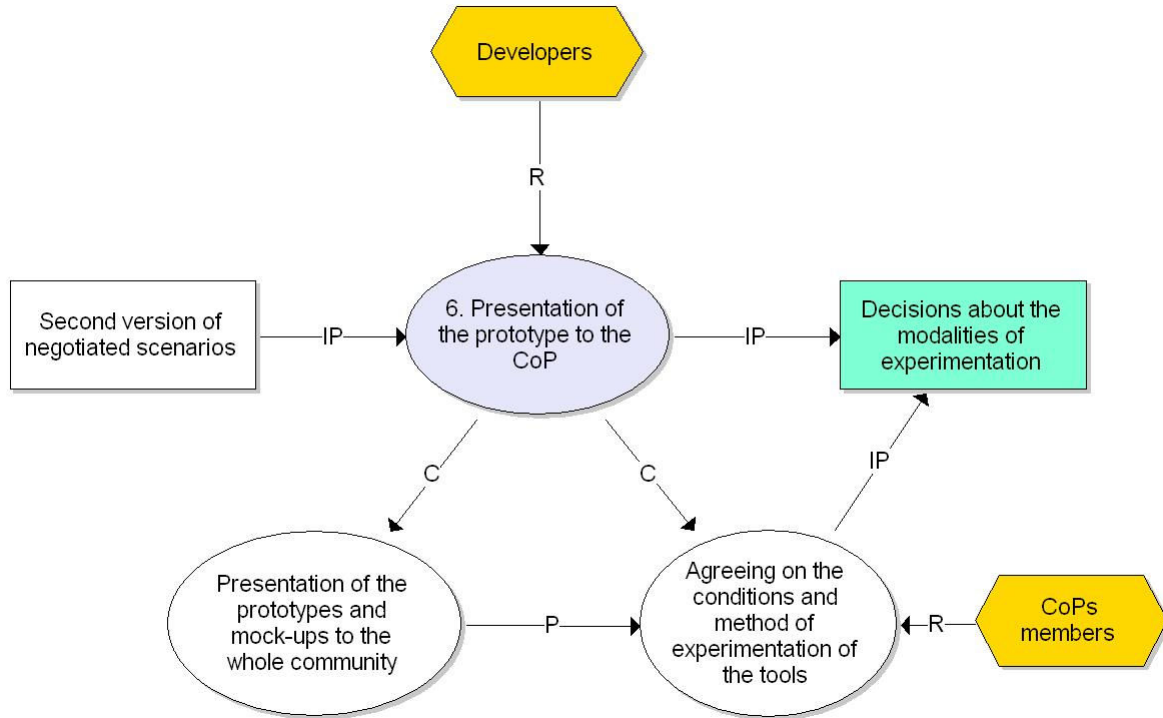 Developers
R
Second version of
negotiated scenarios
IP
6. Presentation of
the prototype to the
CoP
IP
Decisions about the
modalities of
experimentation
C
C
IP
Presentation of the
prototypes and
mock-ups to the
whole community
P
Agreeing on the
conditions and
method of
experimentation of
the tools
R
CoPs
members